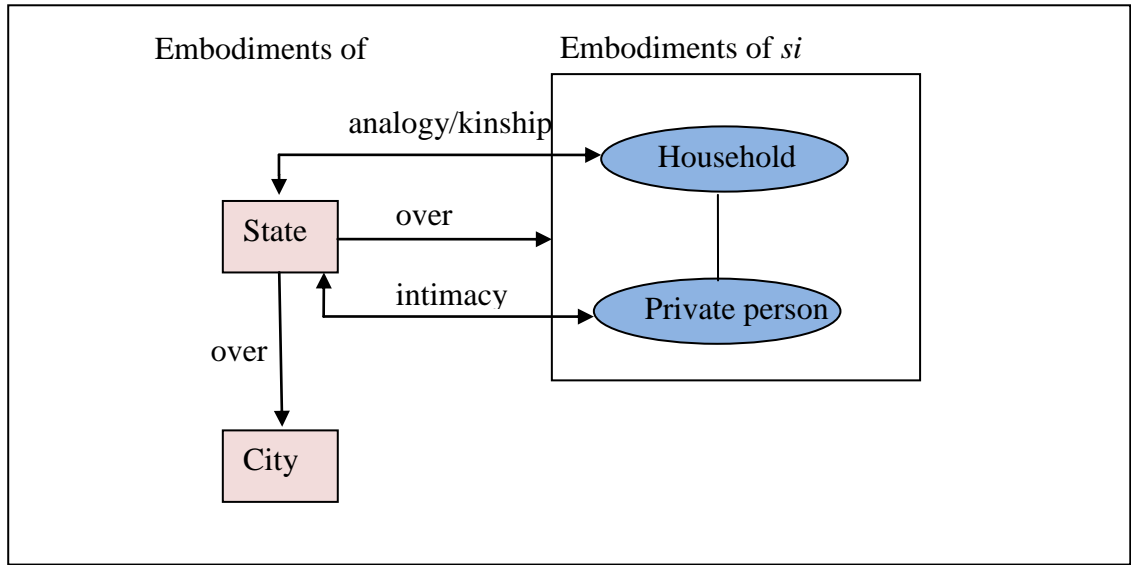 Embodiments of
Embodiments of si
analogy/kinship
Household
State
over
intimacy
Private person
over
City